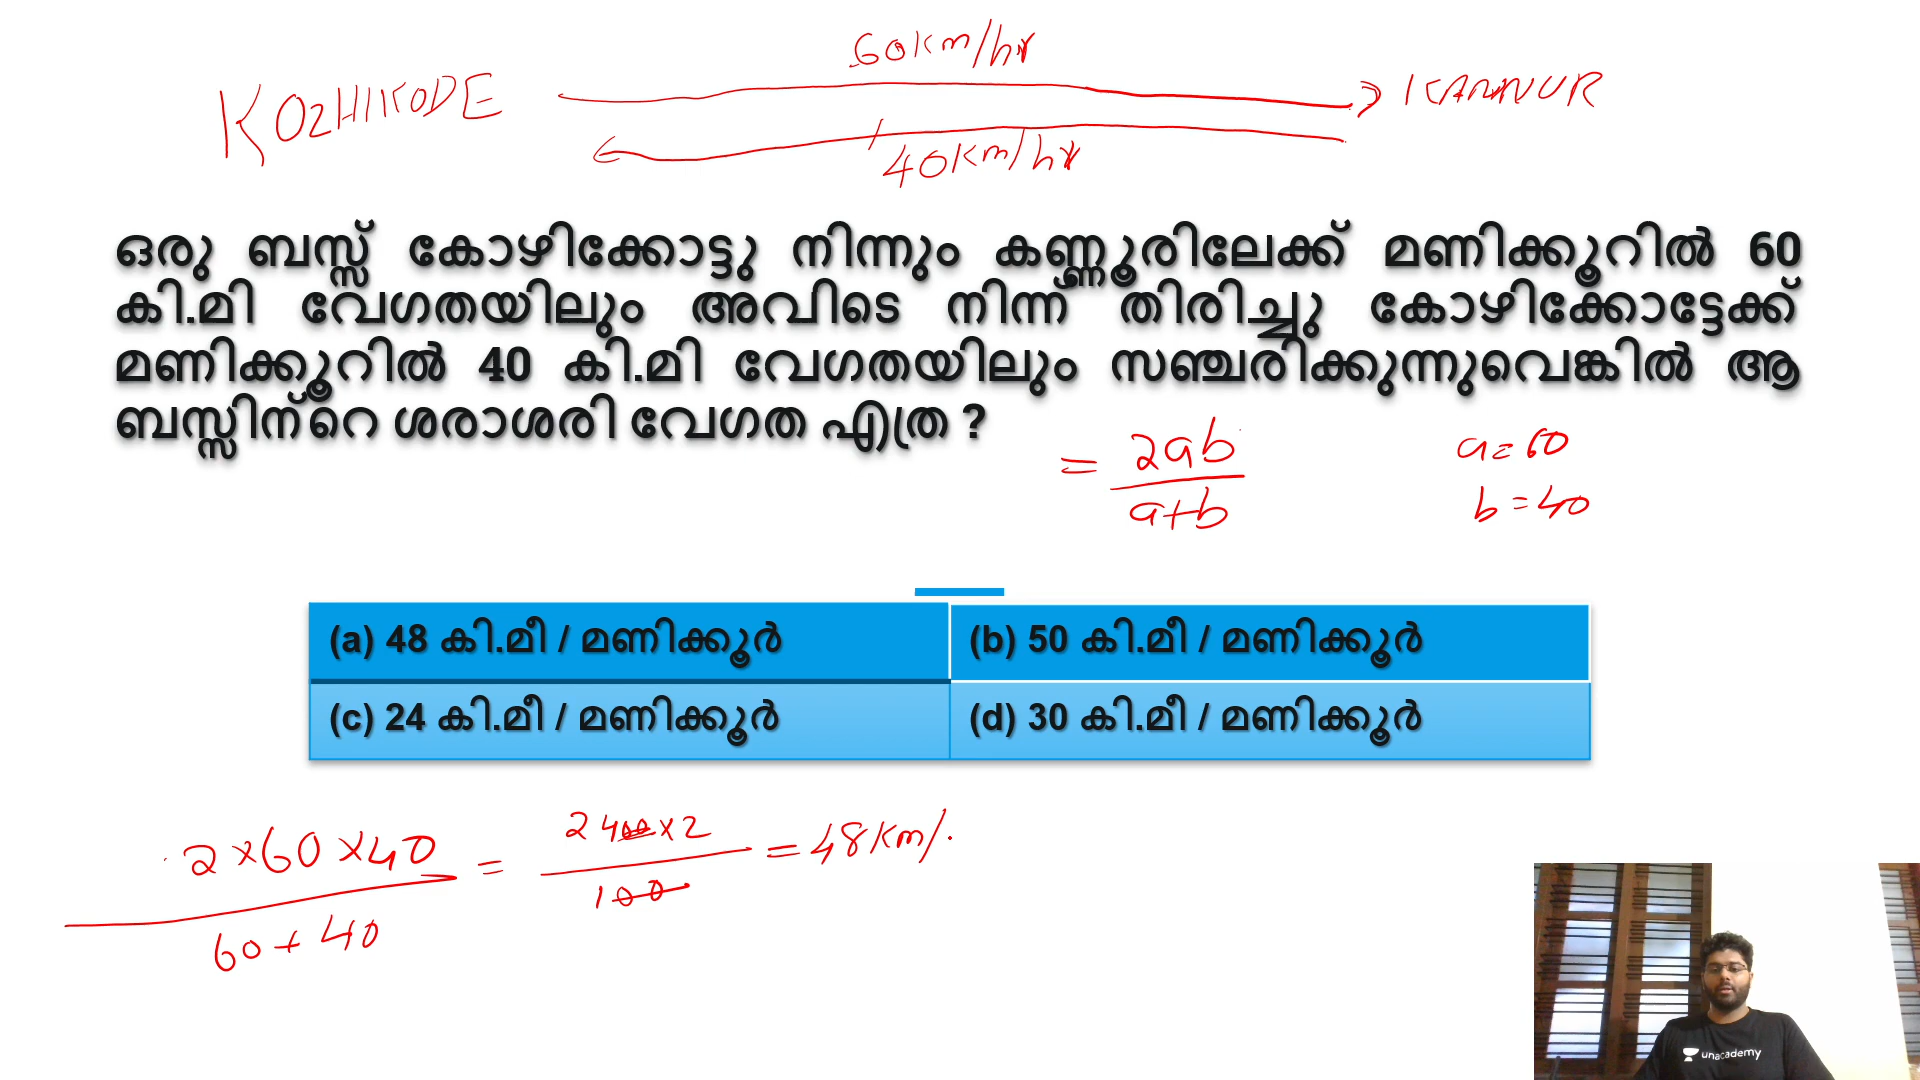 60km/hr
KOZHIKODE
KANNUR
40km/hr
ഒരു ബസ്സ് കോഴിക്കോട്ടു നിന്നും കണ്ണൂരിലേക്ക് മണിക്കൂറിൽ 60
കി.മി വേഗതയിലും അവിടെ നിന്ന് തിരിച്ചു കോഴിക്കോട്ടേക്ക്
മണിക്കൂറിൽ 40 കി.മി വേഗതയിലും സഞ്ചരിക്കുന്നുവെങ്കിൽ ആ
ബസ്സിന്റെ ശരാശരി വേഗത എത്ര ?
= 2ab / a+b
a=60
b=40
(a) 48 കി.മീ / മണിക്കൂർ
(b) 50 കി.മീ / മണിക്കൂർ
(c) 24 കി.മീ / മണിക്കൂർ
(d) 30 കി.മീ / മണിക്കൂർ
2×60×40 / 60+40 = 2400×2 / 100 = 48km/.
unacademy